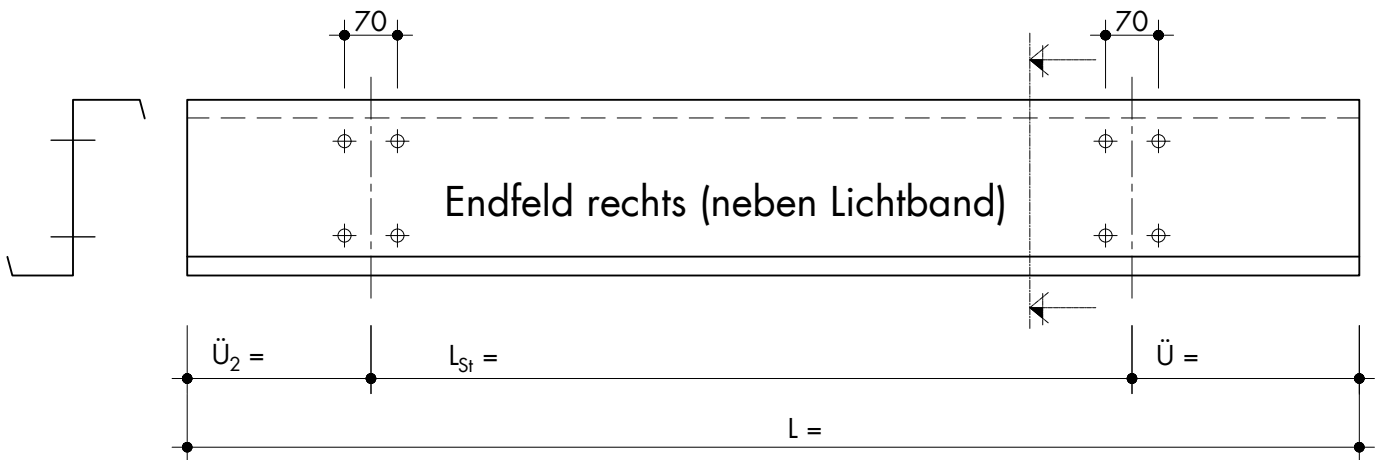 70 70
Endfeld rechts (neben Lichtband)
Ü2 = LSt = Ü =
L =